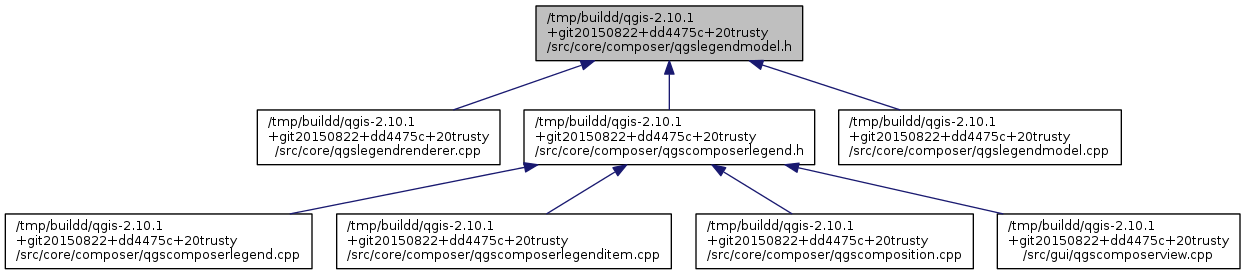 /tmp/buildd/qgis-2.10.1
+git20150822+dd4475c+20trusty
/src/core/composer/qgslegendmodel.h
/tmp/buildd/qgis-2.10.1
+git20150822+dd4475c+20trusty
/src/core/qgslegendrenderer.cpp
/tmp/buildd/qgis-2.10.1
+git20150822+dd4475c+20trusty
/src/core/composer/qgscomposerlegend.h
/tmp/buildd/qgis-2.10.1
+git20150822+dd4475c+20trusty
/src/core/composer/qgslegendmodel.cpp
/tmp/buildd/qgis-2.10.1
+git20150822+dd4475c+20trusty
/src/core/composer/qgscomposerlegend.cpp
/tmp/buildd/qgis-2.10.1
+git20150822+dd4475c+20trusty
/src/core/composer/qgscomposerlegenditem.cpp
/tmp/buildd/qgis-2.10.1
+git20150822+dd4475c+20trusty
/src/core/composer/qgscomposition.cpp
/tmp/buildd/qgis-2.10.1
+git20150822+dd4475c+20trusty
/src/gui/qgscomposerview.cpp